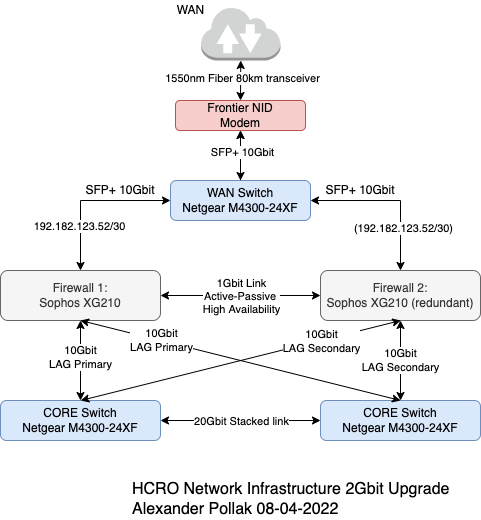 WAN
1550nm Fiber 80km transceiver
Frontier NID
Modem
SFP+ 10Gbit
SFP+ 10Gbit
WAN Switch
Netgear M4300-24XF
SFP+ 10Gbit
192.182.123.52/30
(192.182.123.52/30)
Firewall 1:
Sophos XG210
1Gbit Link
Active-Passive
High Availability
Firewall 2:
Sophos XG210 (redundant)
10Gbit
LAG Primary
10Gbit
LAG Primary
10Gbit
LAG Secondary
10Gbit
LAG Secondary
CORE Switch
Netgear M4300-24XF
20Gbit Stacked link
CORE Switch
Netgear M4300-24XF
HCRO Network Infrastructure 2Gbit Upgrade
Alexander Pollak 08-04-2022